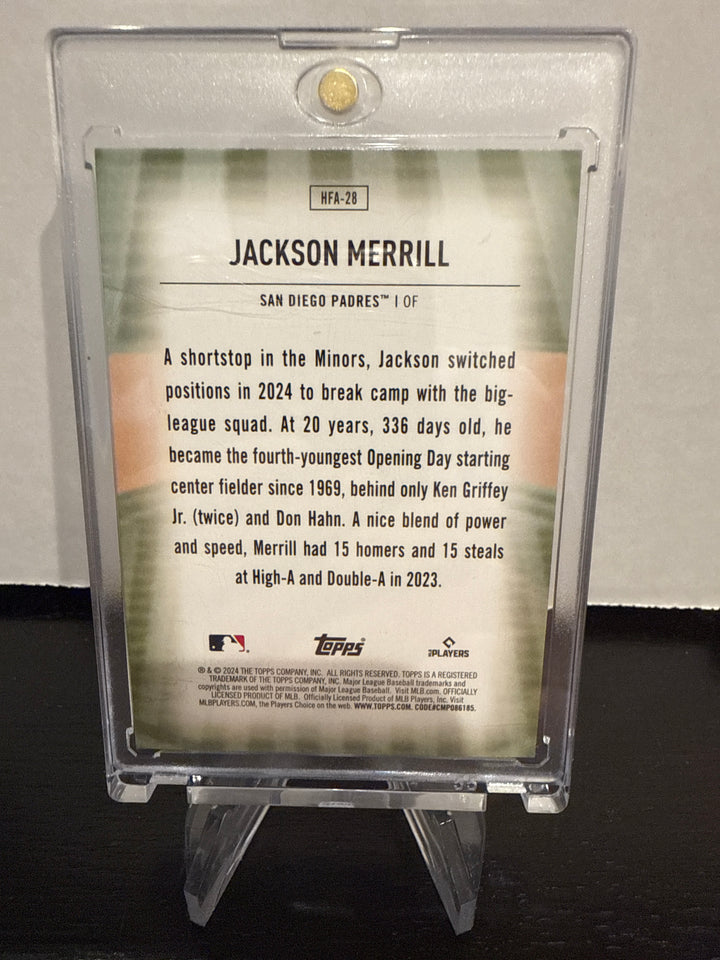 HFA-28
JACKSON MERRILL
SAN DIEGO PADRES™ | OF
A shortstop in the Minors, Jackson switched
positions in 2024 to break camp with the big-
league squad. At 20 years, 336 days old, he
became the fourth-youngest Opening Day starting
center fielder since 1969, behind only Ken Griffey
Jr. (twice) and Don Hahn. A nice blend of power
and speed, Merrill had 15 homers and 15 steals
at High-A and Double-A in 2023.
Topps®
PLAYERS
® & © 2024 THE TOPPS COMPANY, INC. ALL RIGHTS RESERVED. TOPPS IS A REGISTERED
TRADEMARK OF THE TOPPS COMPANY, INC. Major League Baseball trademarks and
copyrights are used with permission of Major League Baseball. Visit MLB.com. OFFICIALLY
LICENSED PRODUCT OF MLB. Officially Licensed Product of MLB Players, Inc. Visit
MLBPLAYERS.COM, the Players Choice on the web. WWW.TOPPS.COM. CODE#CMP086185.